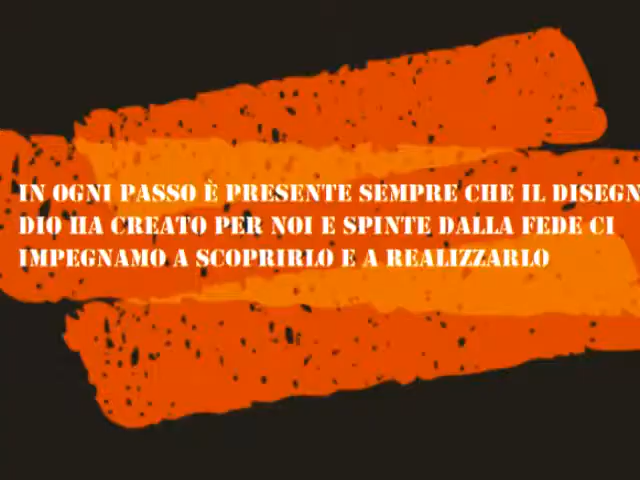 IN OGNI PASSO È PRESENTE SEMPRE CHE IL DISEGN
DIO HA CREATO PER NOI E SPINTE DALLA FEDE CI
IMPEGNAMO A SCOPRIRLO E A REALIZZARLO